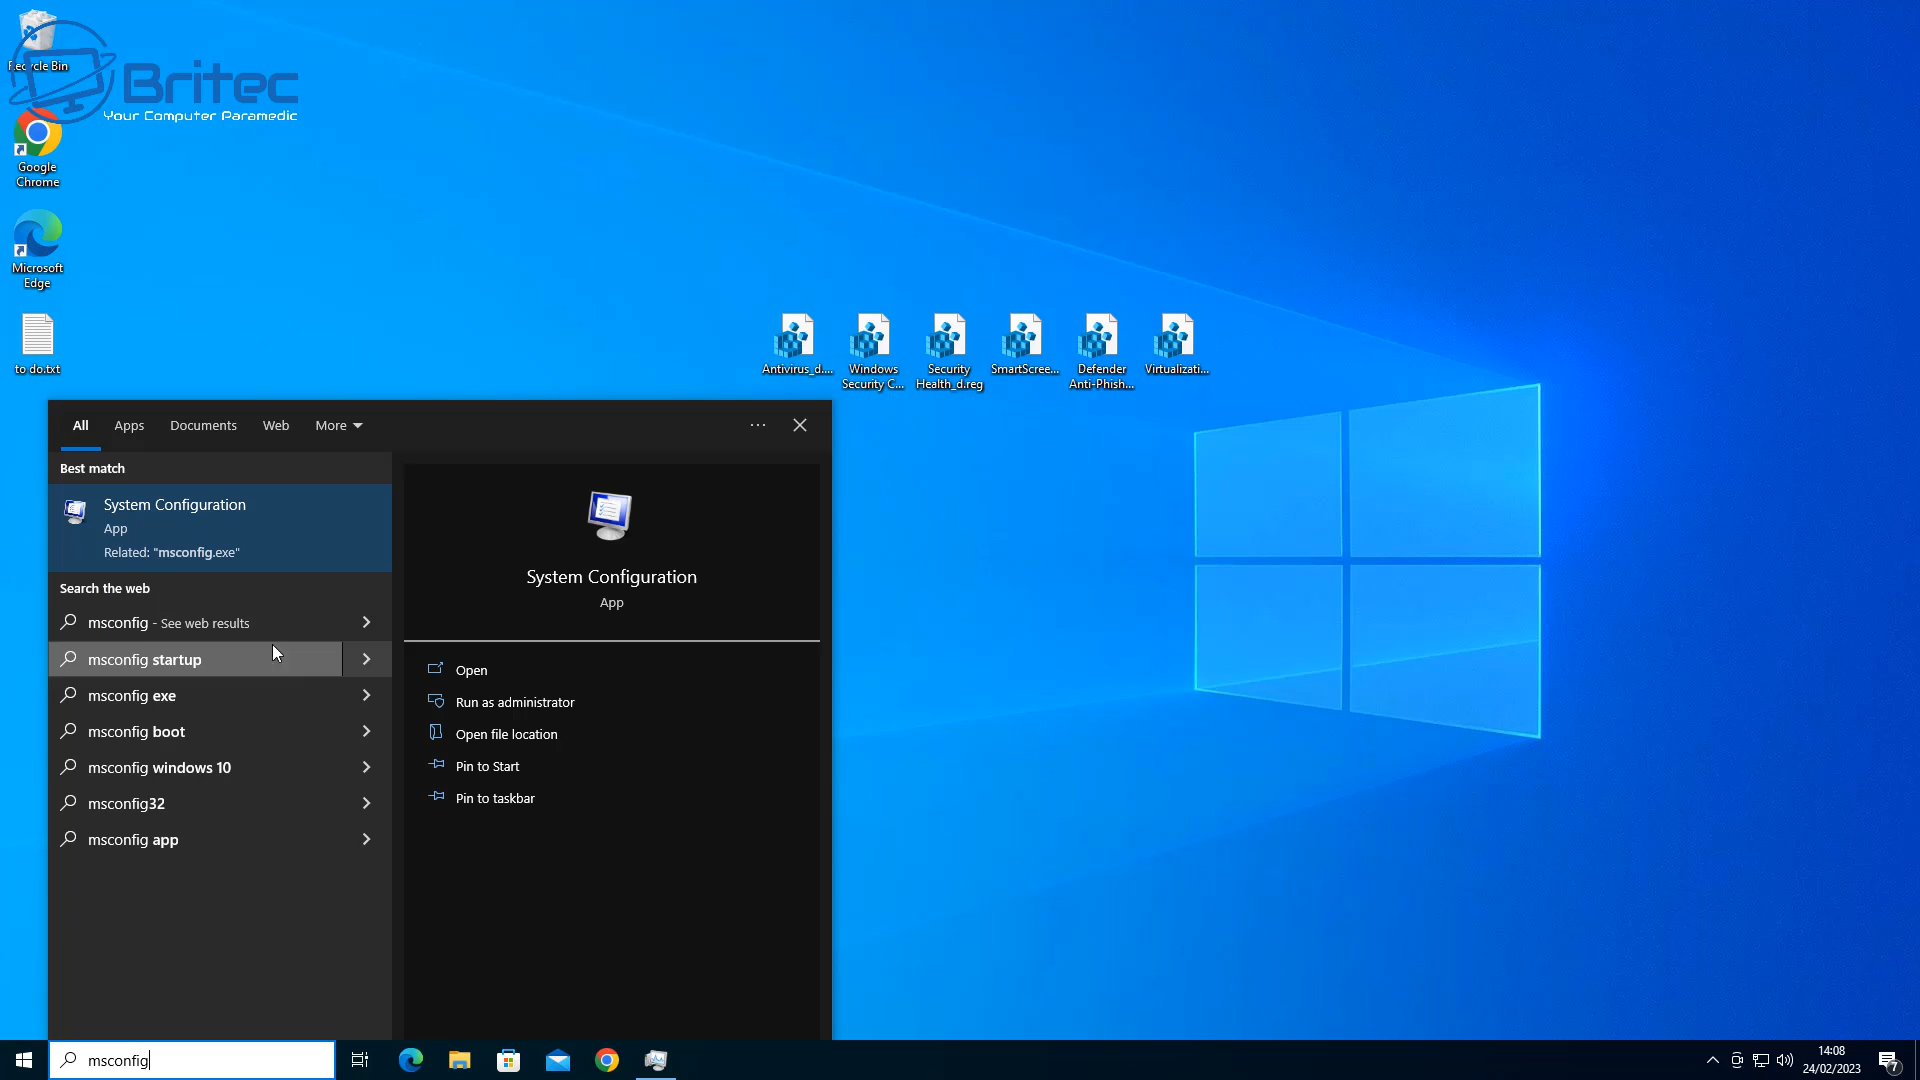 Recycle Bin
Britec
Your Computer Paramedic
Google
Chrome
Microsoft
Edge
to do.txt
Antivirus_d....
Windows
Security C...
Security
Health_d.reg
SmartScree...
Defender
Anti-Phish...
Virtualizati...
All
Apps
Documents
Web
More
Best match
System Configuration
App
Related: "msconfig.exe"
Search the web
msconfig - See web results
msconfig startup
msconfig exe
msconfig boot
msconfig windows 10
msconfig32
msconfig app
System Configuration
App
Open
Run as administrator
Open file location
Pin to Start
Pin to taskbar
msconfig
14:08
24/02/2023
7